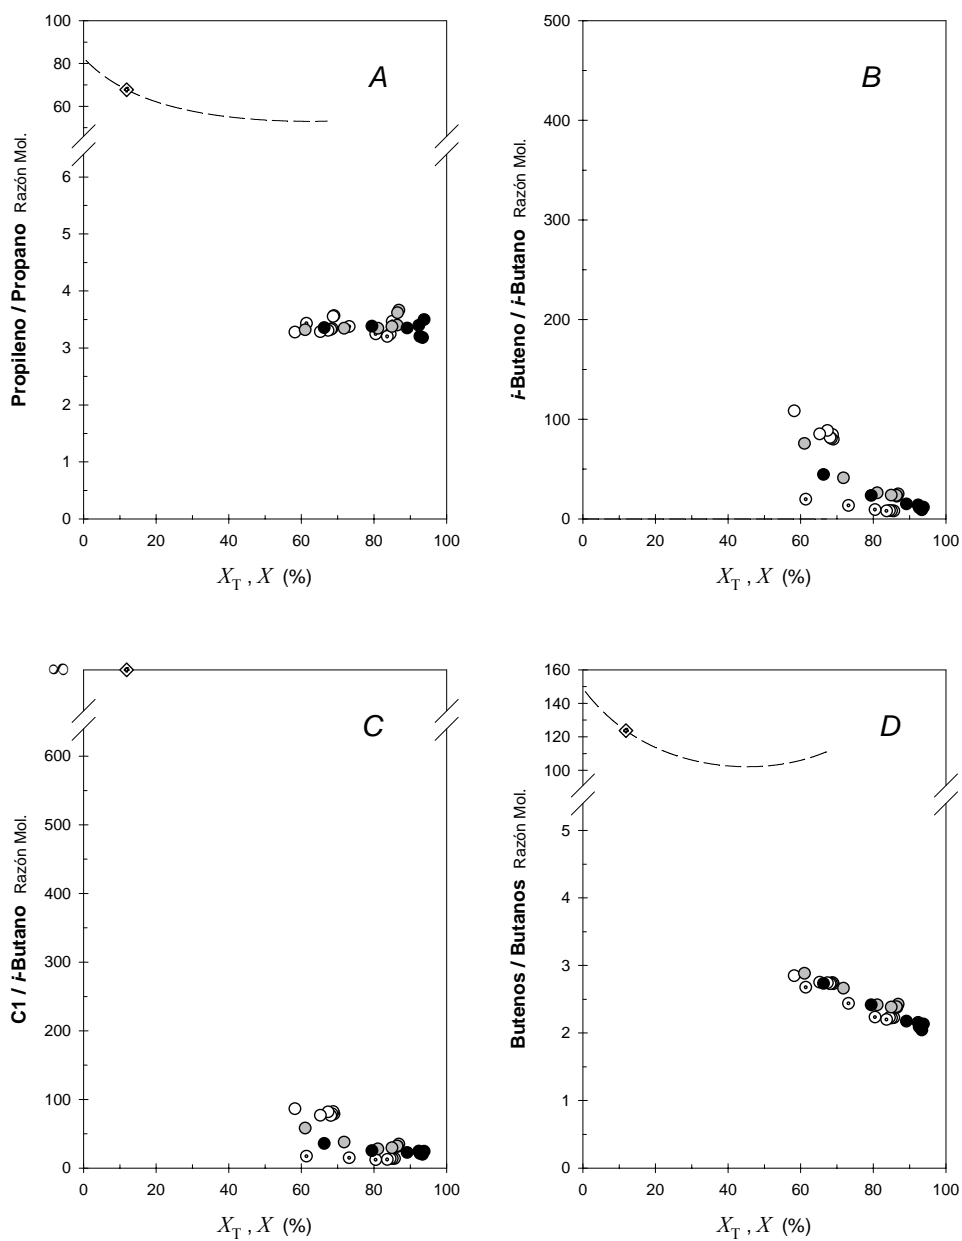 100
80
60
6
5
4
3
2
1
0
Propileno / Propano Razón Mol.
A
0 20 40 60 80 100
X_T , X (%)
500
400
300
200
100
0
i-Buteno / i-Butano Razón Mol.
B
0 20 40 60 80 100
X_T , X (%)
∞
600
500
400
300
200
100
0
C1 / i-Butano Razón Mol.
C
0 20 40 60 80 100
X_T , X (%)
160
140
120
100
5
4
3
2
1
0
Butenos / Butanos Razón Mol.
D
0 20 40 60 80 100
X_T , X (%)